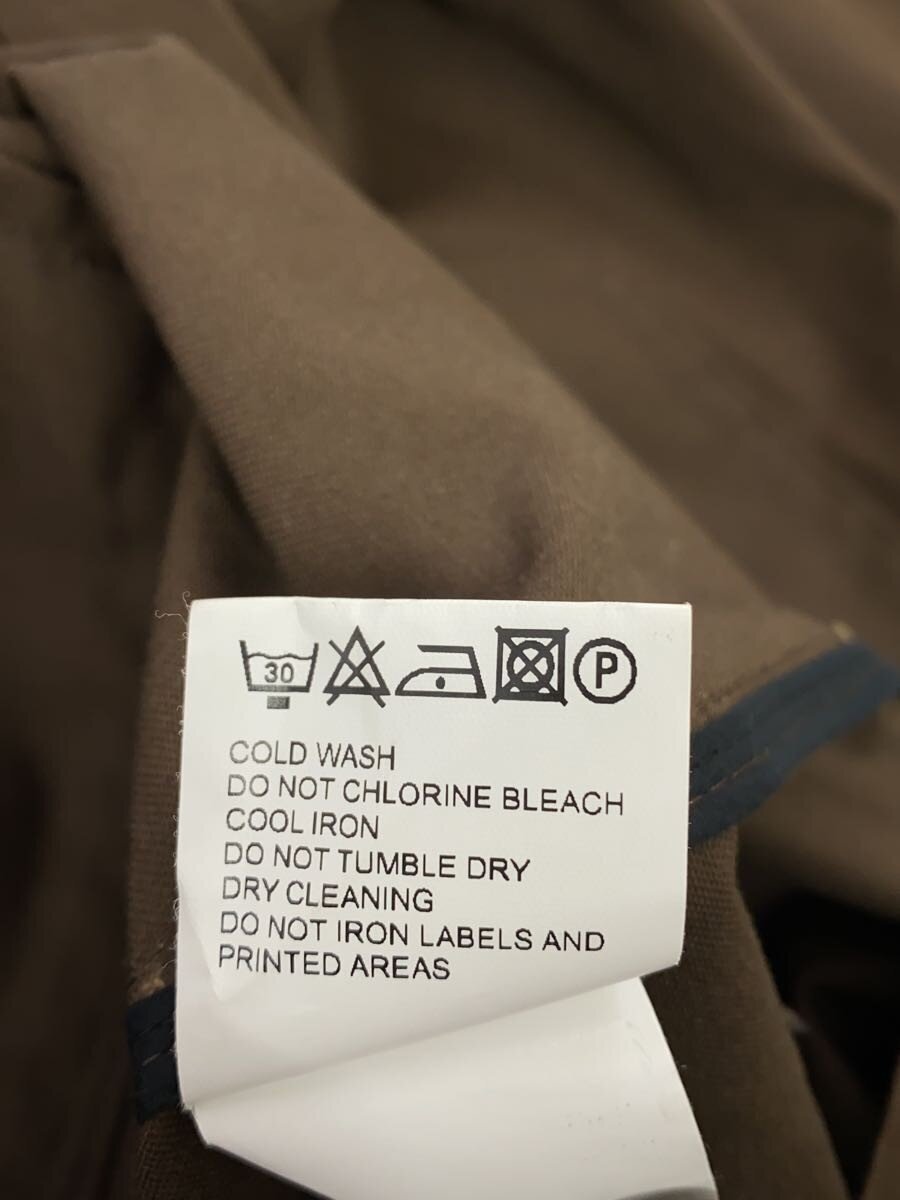 30
P
COLD WASH
DO NOT CHLORINE BLEACH
COOL IRON
DO NOT TUMBLE DRY
DRY CLEANING
DO NOT IRON LABELS AND
PRINTED AREAS